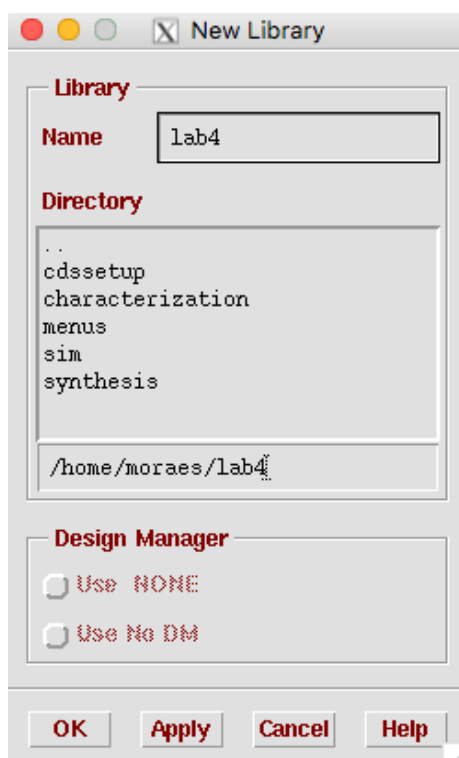 X New Library
Library
Name lab4
Directory
..
cdssetup
characterization
menus
sim
synthesis
/home/moraes/lab4
Design Manager
Use NONE
Use No DM
OK Apply Cancel Help